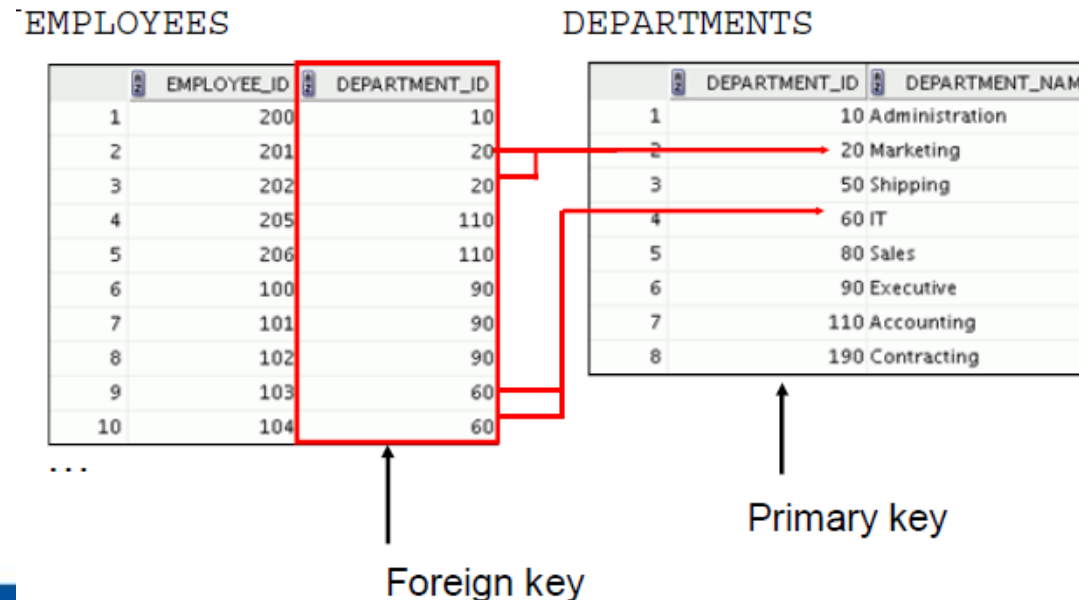 EMPLOYEES
EMPLOYEE_ID DEPARTMENT_ID
1 200 10
2 201 20
3 202 20
4 205 110
5 206 110
6 100 90
7 101 90
8 102 90
9 103 60
10 104 60
...
Foreign key
DEPARTMENTS
DEPARTMENT_ID DEPARTMENT_NAM
1 10 Administration
2 20 Marketing
3 50 Shipping
4 60 IT
5 80 Sales
6 90 Executive
7 110 Accounting
8 190 Contracting
Primary key